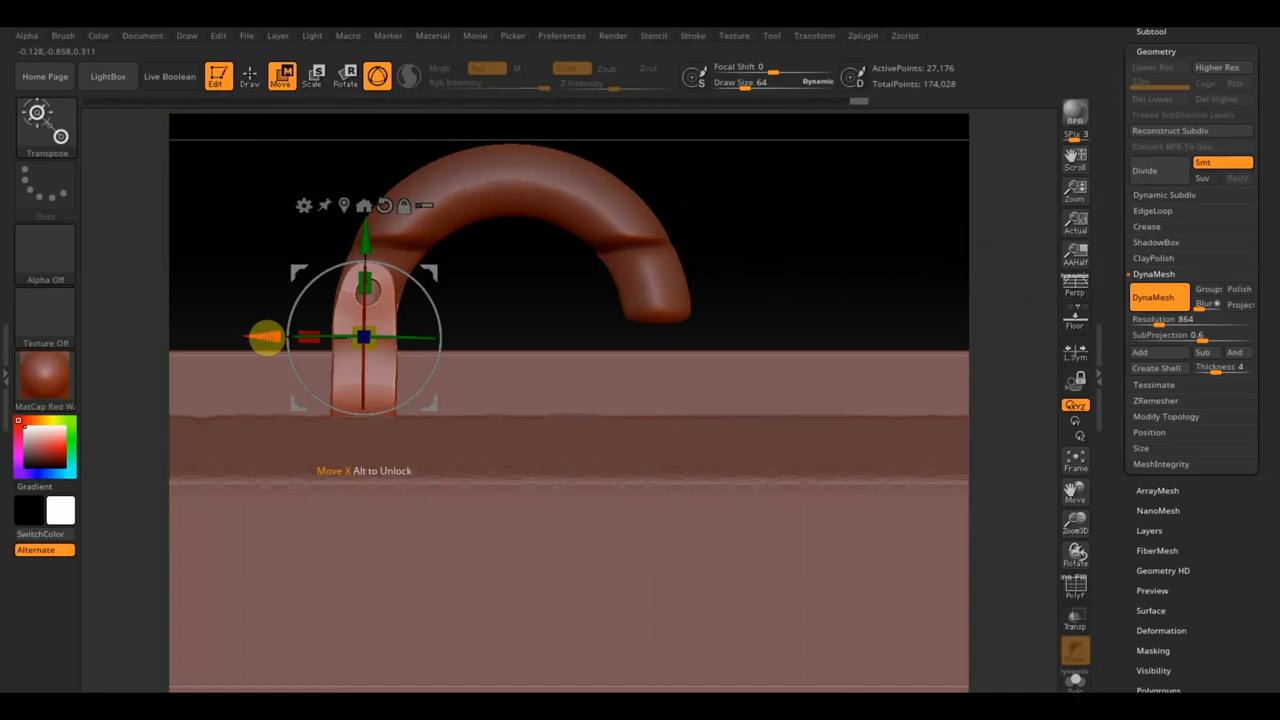 Alpha Brush Color Document Draw Edit File Layer Light Macro Marker Material Movie Picker Preferences Render Stencil Stroke Texture Tool Transform Zplugin Zscript
-0.128,-0.858,0.311
Home Page
LightBox
Live Boolean
Edit
Draw
Move
Scale
Rotate
Mrgb
Rgb
M
Rgb Intensity
Zadd
Zsub
Zcut
Z Intensity
S
Focal Shift 0
Draw Size 64
Dynamic
D
ActivePoints: 27,176
TotalPoints: 174,028
Transpose
Dots
Alpha Off
Texture Off
MatCap Red Wa
Gradient
SwitchColor
Alternate
Move X Alt to Unlock
BPR
SPix 3
Scroll
Zoom
Actual
AAHalf
Dynamic
Persp
Floor
L.Sym
XYZ
Frame
Move
Zoom3D
Rotate
PolyF
Transp
Ghost
Dynamic
Solo
Subtool
Geometry
Lower Res
Higher Res
SDiv
Cage
Rstr
Del Lower
Del Higher
Freeze SubDivision Levels
Reconstruct Subdiv
Convert BPR To Geo
Divide
Smt
Suv
ReUV
Dynamic Subdiv
EdgeLoop
Crease
ShadowBox
ClayPolish
DynaMesh
DynaMesh
Groups
Polish
Blur
Project
Resolution 864
SubProjection 0.6
Add
Sub
And
Create Shell
Thickness 4
Tessimate
ZRemesher
Modify Topology
Position
Size
MeshIntegrity
ArrayMesh
NanoMesh
Layers
FiberMesh
Geometry HD
Preview
Surface
Deformation
Masking
Visibility
Polygroups